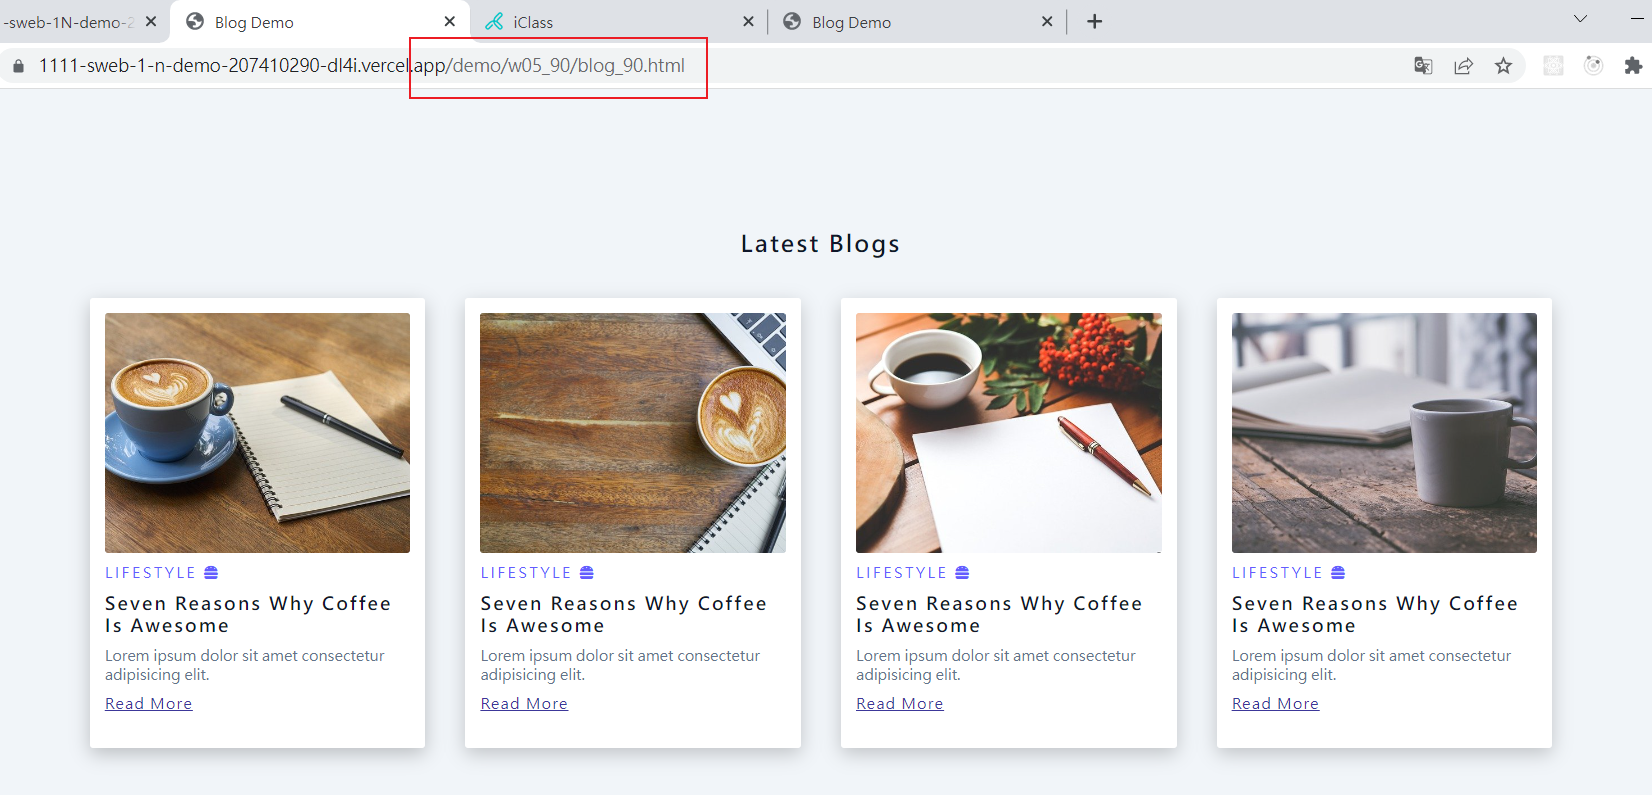 -sweb-1N-demo-2
Blog Demo
iClass
Blog Demo
1111-sweb-1-n-demo-207410290-dl4i.vercel.app/demo/w05_90/blog_90.html
Latest Blogs
LIFESTYLE
Seven Reasons Why Coffee
Is Awesome
Lorem ipsum dolor sit amet consectetur
adipisicing elit.
Read More
LIFESTYLE
Seven Reasons Why Coffee
Is Awesome
Lorem ipsum dolor sit amet consectetur
adipisicing elit.
Read More
LIFESTYLE
Seven Reasons Why Coffee
Is Awesome
Lorem ipsum dolor sit amet consectetur
adipisicing elit.
Read More
LIFESTYLE
Seven Reasons Why Coffee
Is Awesome
Lorem ipsum dolor sit amet consectetur
adipisicing elit.
Read More